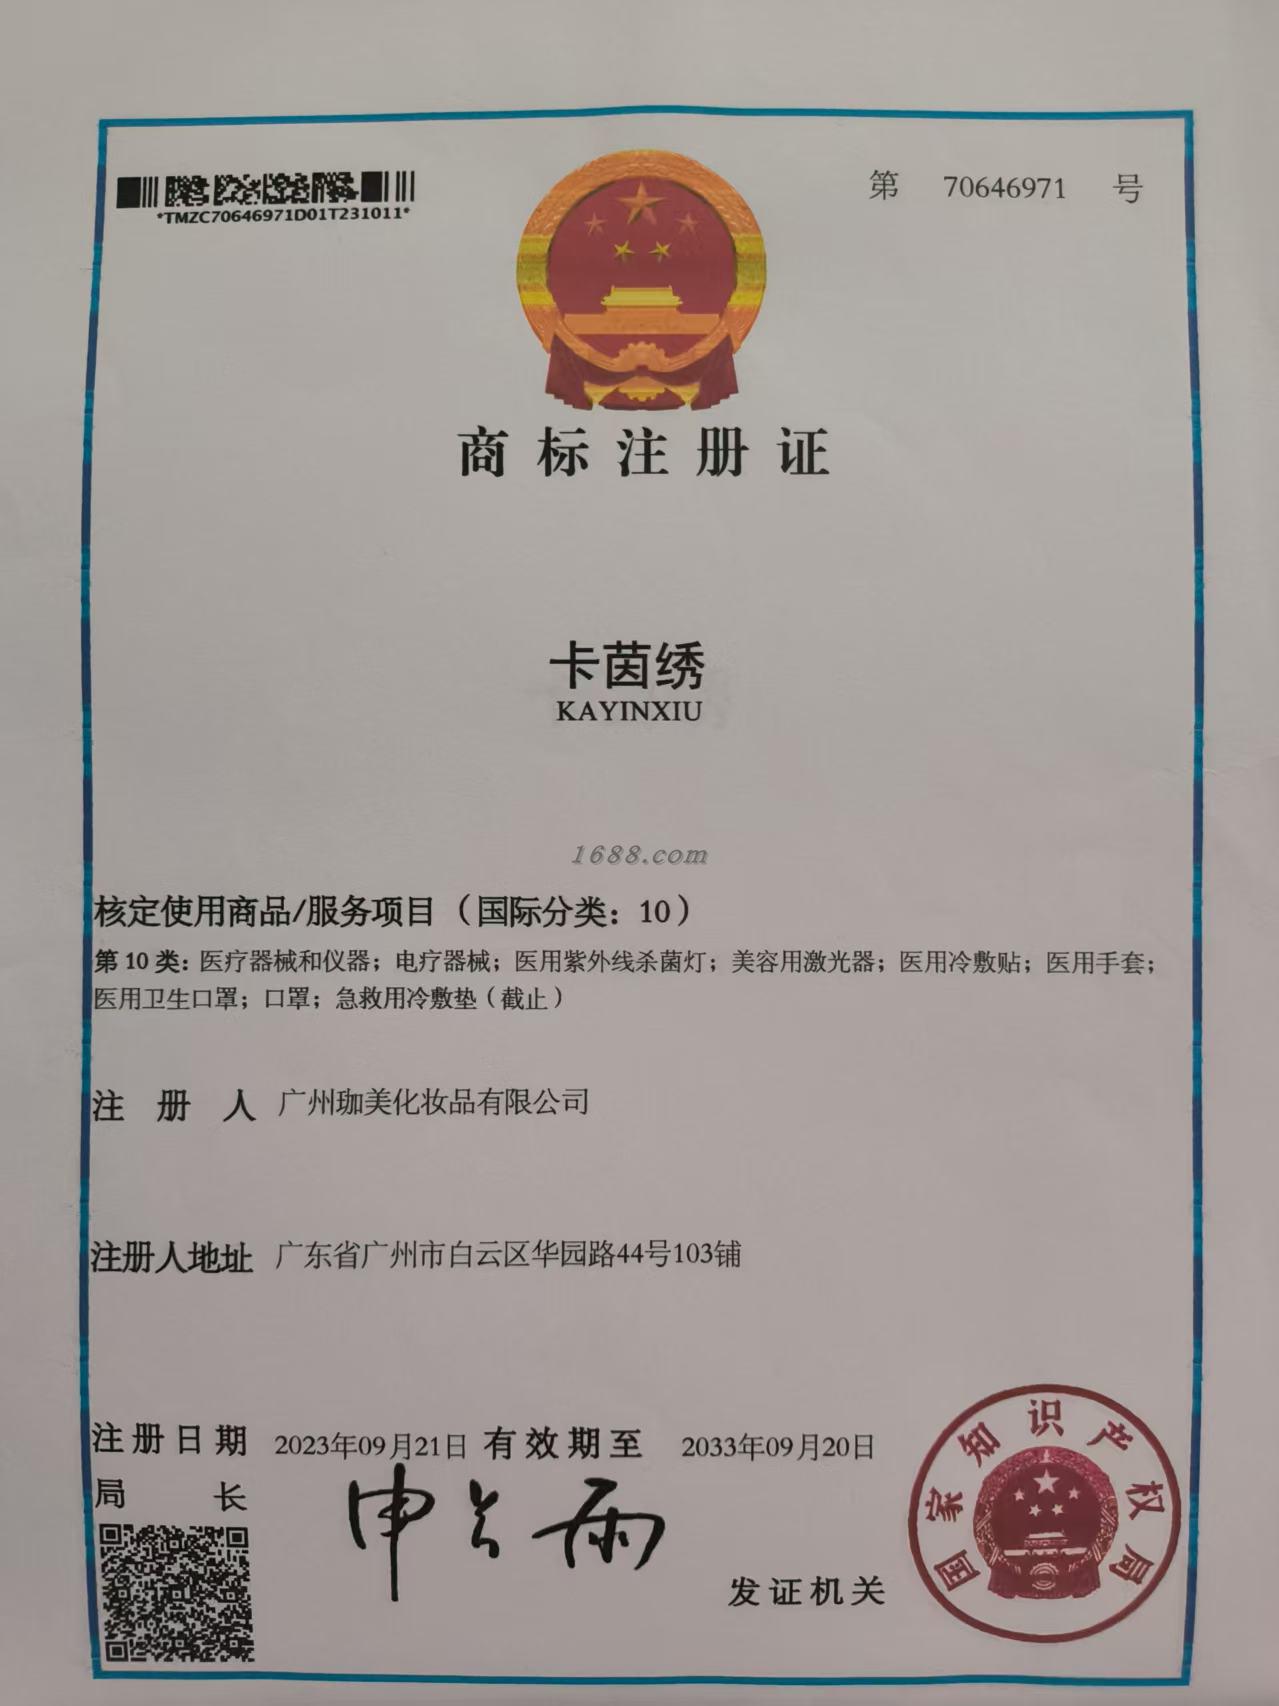 *TMZC70646971D01T231011*
第 70646971 号
商标注册证
卡茵绣
KAYINXIU
1688.com
核定使用商品/服务项目（国际分类：10）
第10类：医疗器械和仪器；电疗器械；医用紫外线杀菌灯；美容用激光器；医用冷敷贴；医用手套；
医用卫生口罩；口罩；急救用冷敷垫（截止）
注册人 广州珈美化妆品有限公司
注册人地址 广东省广州市白云区华园路44号103铺
注册日期 2023年09月21日 有效期至 2033年09月20日
局长 申长雨
发证机关
国家知识产权局